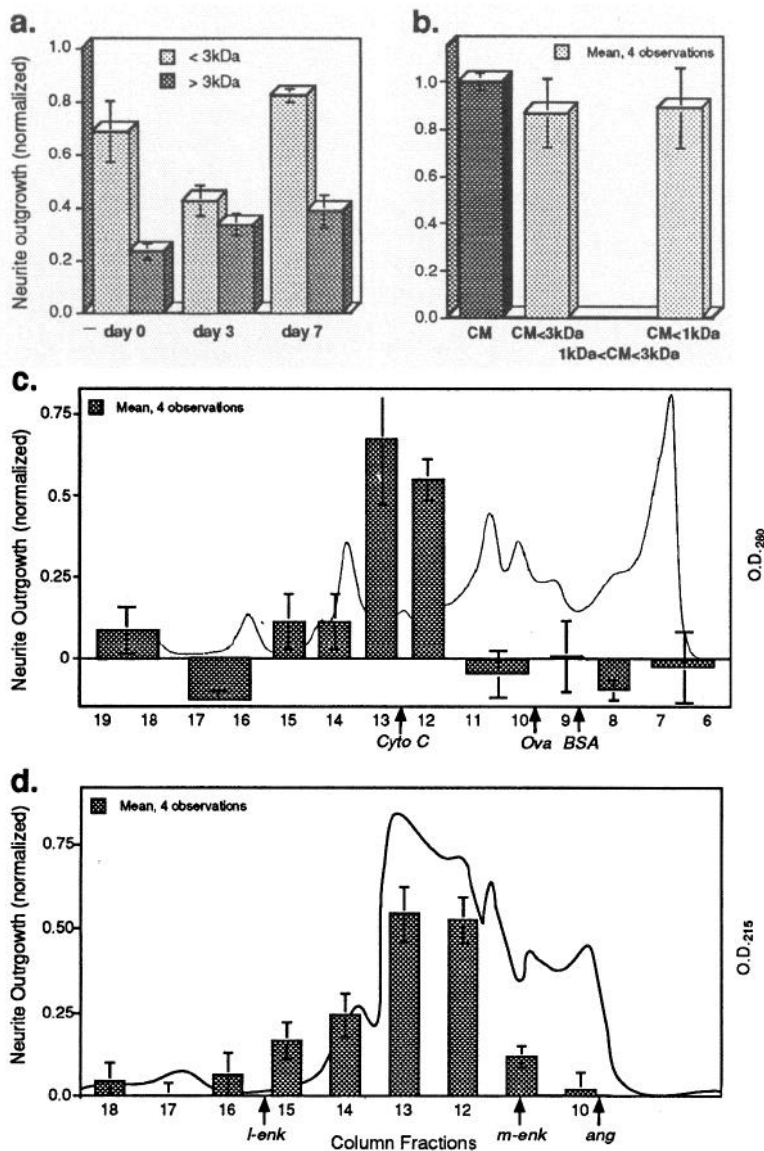 a.
Neurite outgrowth (normalized)
1.0
0.8
0.6
0.4
0.2
0.0
< 3kDa
> 3kDa
day 0
day 3
day 7
b.
Mean, 4 observations
1.0
0.8
0.6
0.4
0.2
0.0
CM
CM<3kDa
CM<1kDa
1kDa<CM<3kDa
c.
Neurite Outrgowth (normalized)
Mean, 4 observations
0.75
0.5
0.25
0
O.D.280
19 18 17 16 15 14 13 12 11 10 9 8 7 6
Cyto C
Ova
BSA
d.
Neurite Outrgowth (normalized)
Mean, 4 observations
0.75
0.50
0.25
0.0
O.D.215
18 17 16 15 14 13 12 10
l-enk
m-enk
ang
Column Fractions